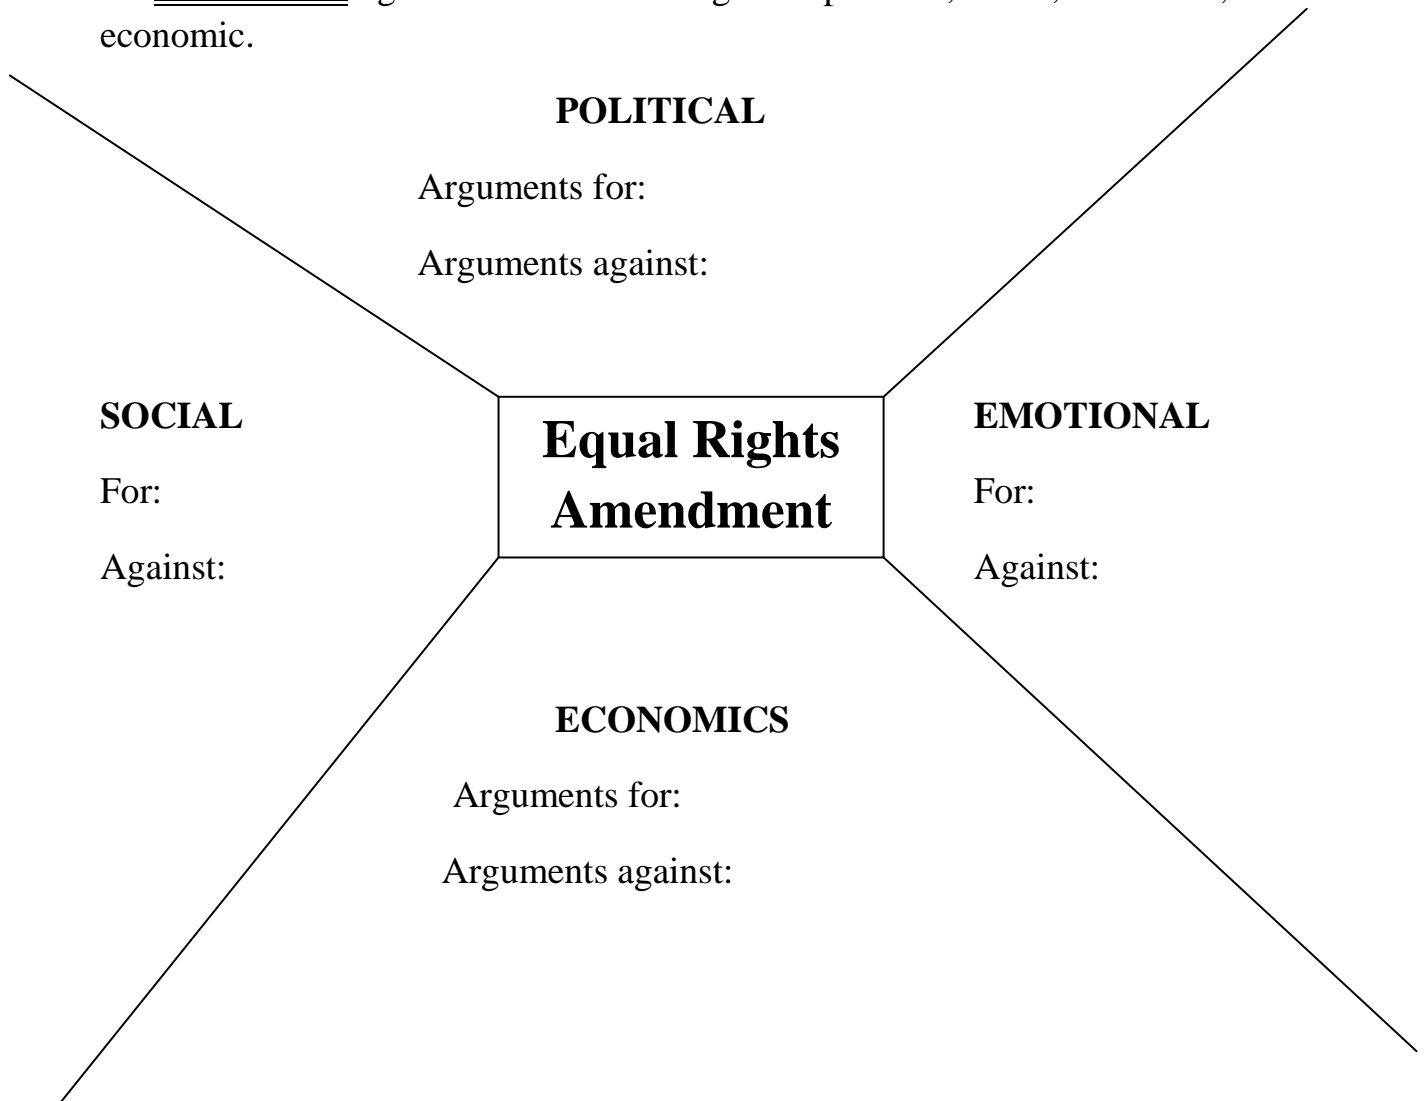 economic.
POLITICAL
Arguments for:
Arguments against:
SOCIAL
For:
Against:
Equal Rights
Amendment
EMOTIONAL
For:
Against:
ECONOMICS
Arguments for:
Arguments against: